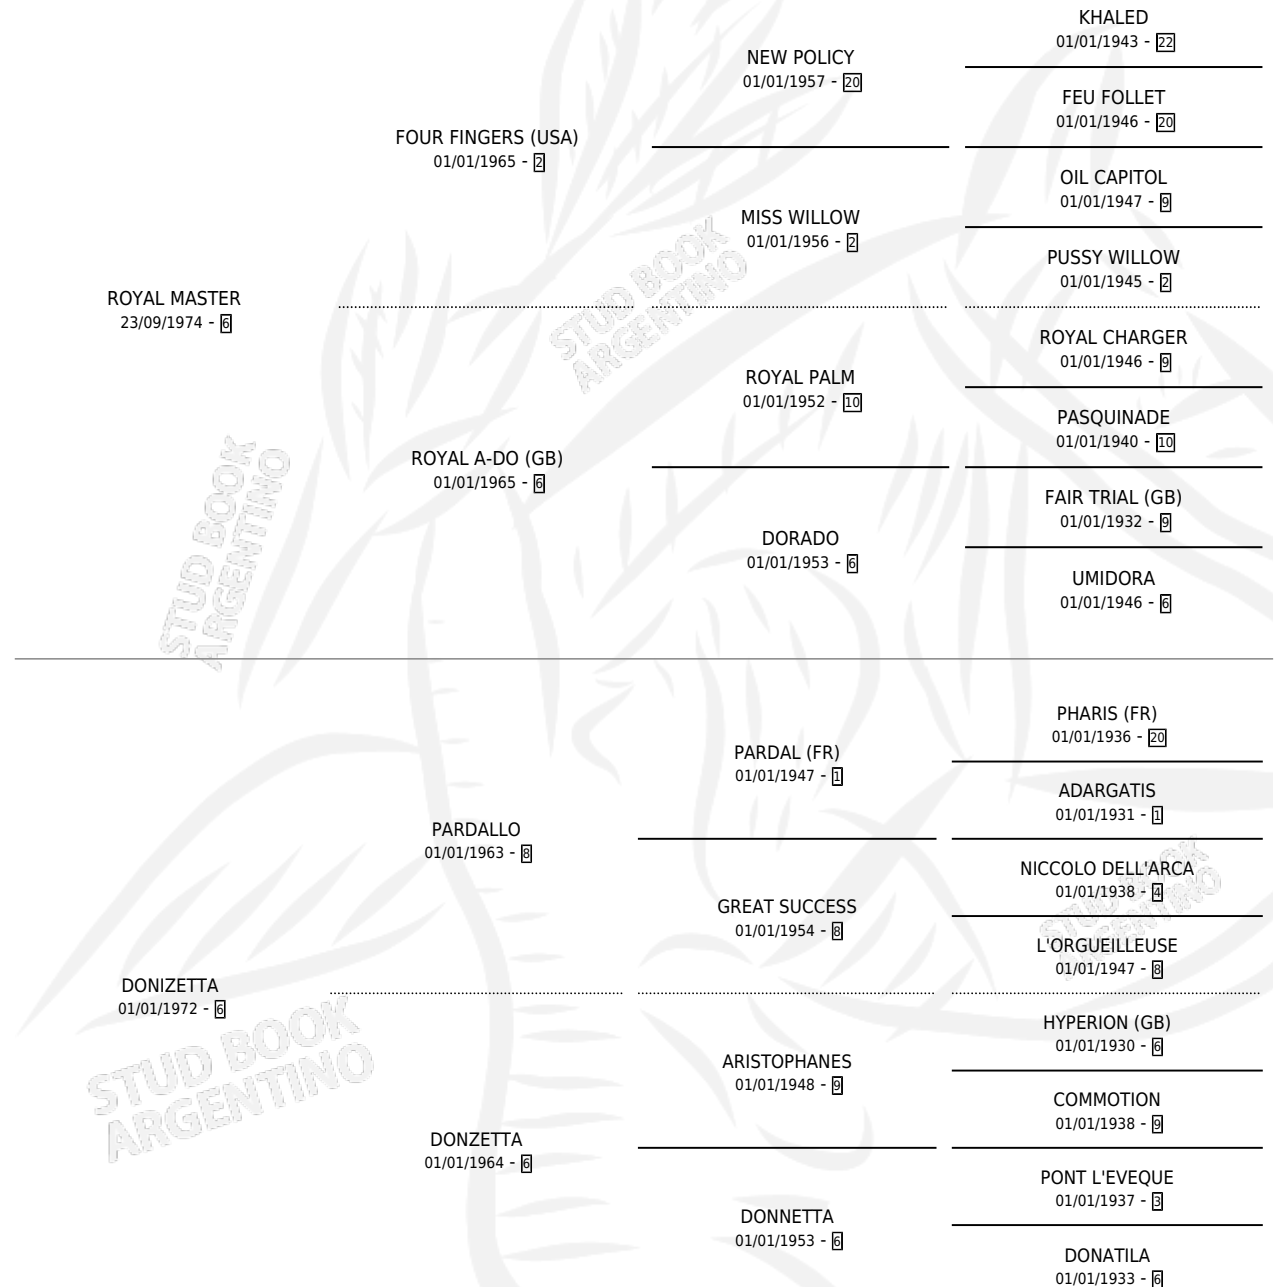 KHALED
01/01/1943 - 22
NEW POLICY
01/01/1957 - 20
FEU FOLLET
01/01/1946 - 20
FOUR FINGERS (USA)
01/01/1965 - 2
OIL CAPITOL
01/01/1947 - 9
MISS WILLOW
01/01/1956 - 2
PUSSY WILLOW
01/01/1945 - 2
ROYAL MASTER
23/09/1974 - 6
ROYAL CHARGER
01/01/1946 - 9
ROYAL PALM
01/01/1952 - 10
PASQUINADE
01/01/1940 - 10
ROYAL A-DO (GB)
01/01/1965 - 6
FAIR TRIAL (GB)
01/01/1932 - 9
DORADO
01/01/1953 - 6
UMIDORA
01/01/1946 - 6
PHARIS (FR)
01/01/1936 - 20
PARDAL (FR)
01/01/1947 - 1
ADARGATIS
01/01/1931 - 1
PARDALLO
01/01/1963 - 8
NICCOLO DELL'ARCA
01/01/1938 - 4
GREAT SUCCESS
01/01/1954 - 8
L'ORGUEILLEUSE
01/01/1947 - 8
DONIZETTA
01/01/1972 - 6
HYPERION (GB)
01/01/1930 - 6
ARISTOPHANES
01/01/1948 - 9
COMMOTION
01/01/1938 - 9
DONZETTA
01/01/1964 - 6
PONT L'EVEQUE
01/01/1937 - 3
DONNETTA
01/01/1953 - 6
DONATILA
01/01/1933 - 6
STUD BOOK
ARGENTINO
STUD BOOK
ARGENTINO
STUD BOOK
ARGENTINO
STUD BOOK
ARGENTINO